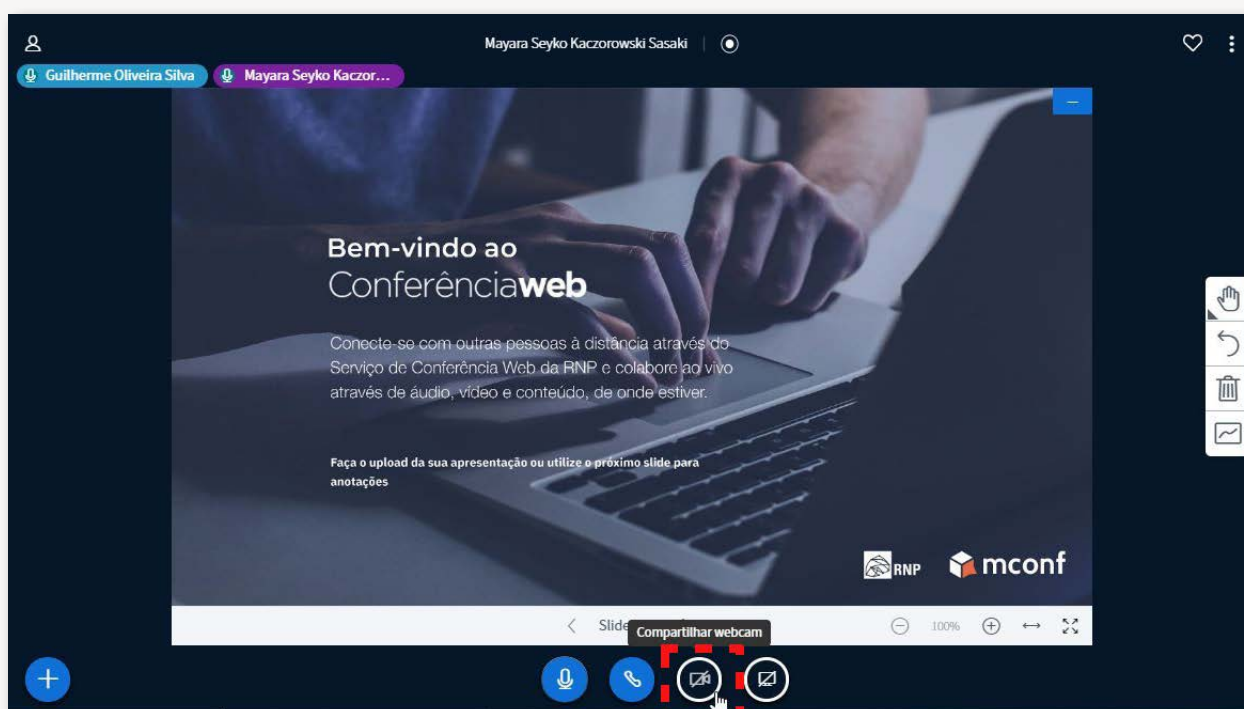 Mayara Seyko Kaczorowski Sasaki
Guilherme Oliveira Silva
Mayara Seyko Kaczor...
Bem-vindo ao
Conferênciaweb
Conecte-se com outras pessoas à distância através do
Serviço de Conferência Web da RNP e colabore ao vivo
através de áudio, vídeo e conteúdo, de onde estiver.
Faça o upload da sua apresentação ou utilize o próximo slide para
anotações
RNP mconf
Slide 100%
Compartilhar webcam